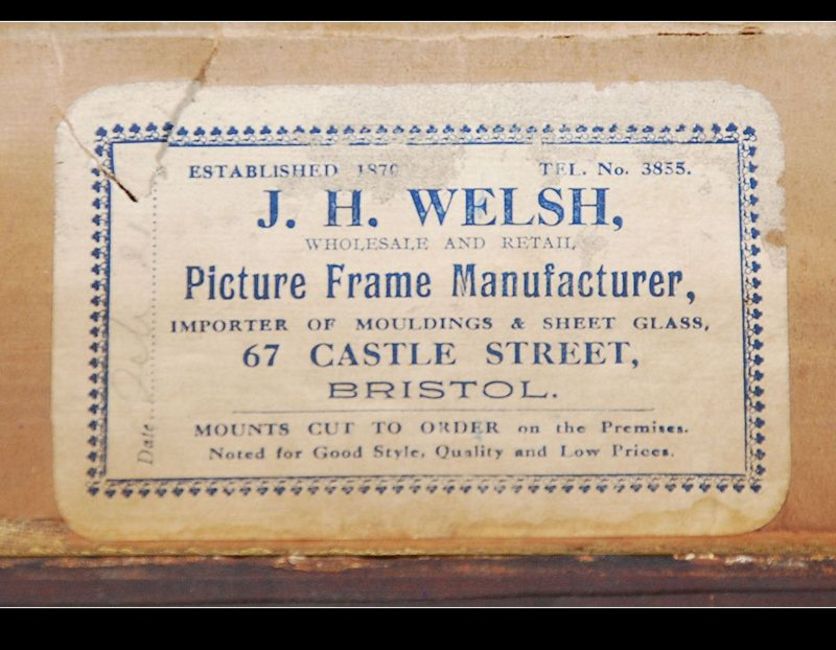 ESTABLISHED 1870 TEL. No. 3855.
J. H. WELSH,
WHOLESALE AND RETAIL
Picture Frame Manufacturer,
IMPORTER OF MOULDINGS & SHEET GLASS,
67 CASTLE STREET,
BRISTOL.
MOUNTS CUT TO ORDER on the Premises.
Noted for Good Style, Quality and Low Prices.
Date